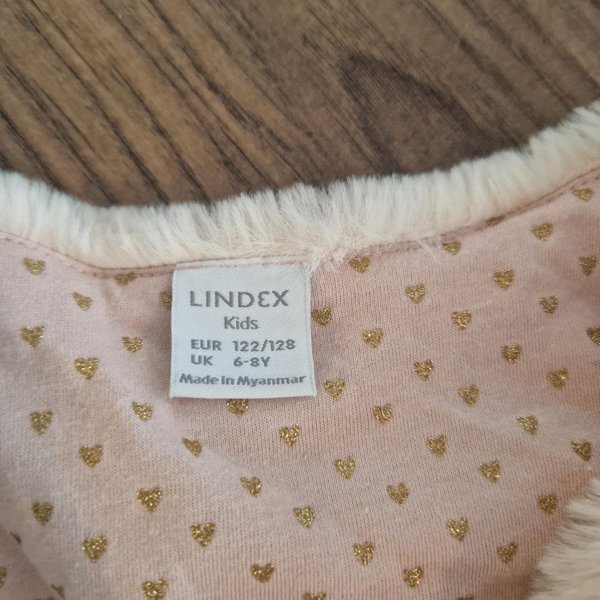 LINDEX
Kids
EUR 122/128
UK 6-8Y
Made in Myanmar